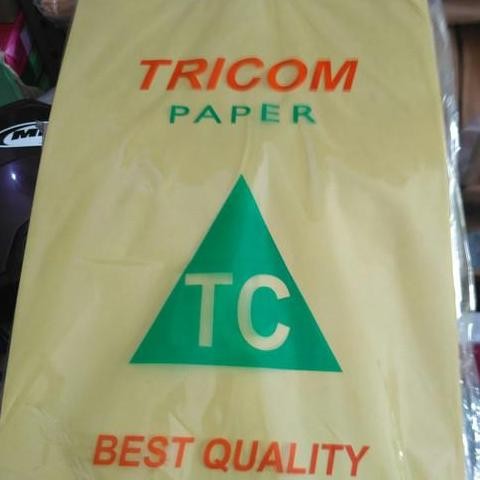 TRICOM
PAPER
TC
BEST QUALITY